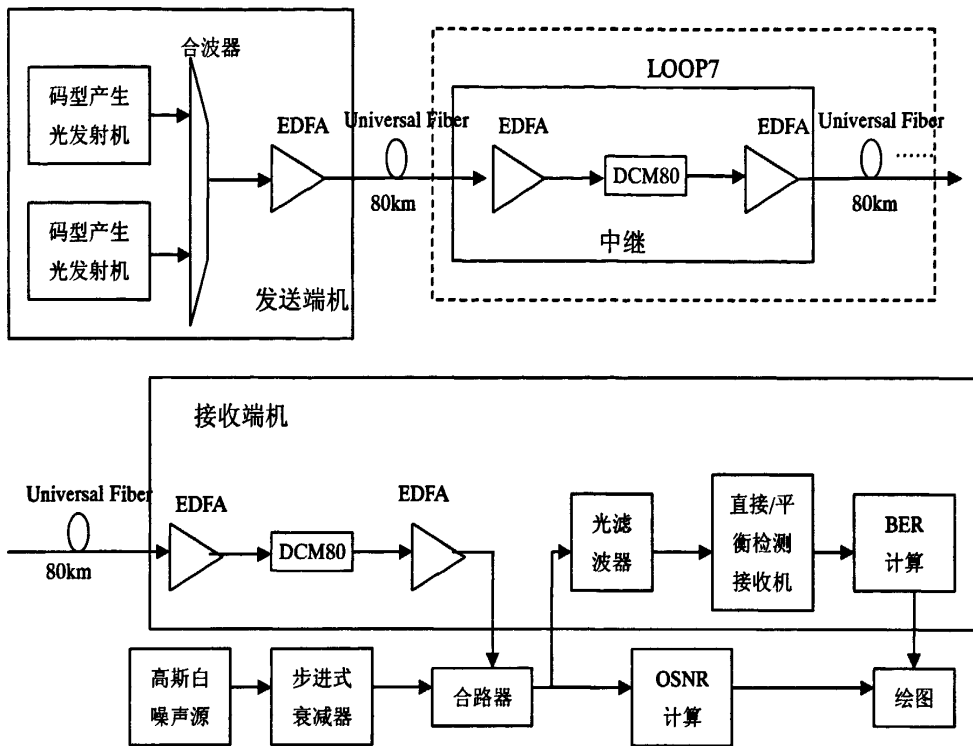 合波器
码型产生
光发射机
码型产生
光发射机
EDFA
发送端机
Universal Fiber
80km
LOOP7
EDFA
DCM80
EDFA
中继
Universal Fiber
……
80km
接收端机
Universal Fiber
80km
EDFA
DCM80
EDFA
光滤
波器
直接/平
衡检测
接收机
BER
计算
高斯白
噪声源
步进式
衰减器
合路器
OSNR
计算
绘图